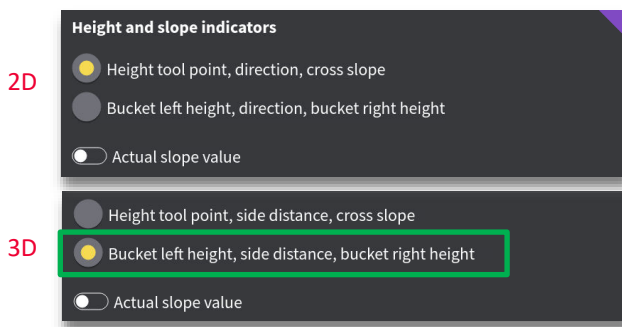 Height and slope indicators
2D
Height tool point, direction, cross slope
Bucket left height, direction, bucket right height
Actual slope value
Height tool point, side distance, cross slope
3D
Bucket left height, side distance, bucket right height
Actual slope value